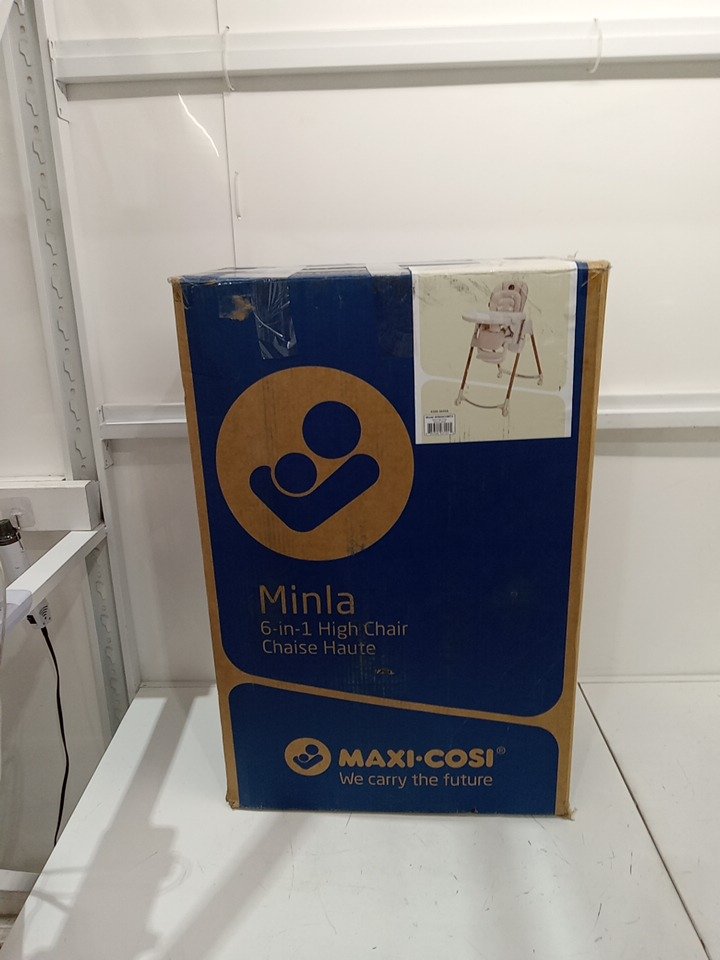 Minla
6-in-1 High Chair
Chaise Haute
MAXI·COSI®
We carry the future